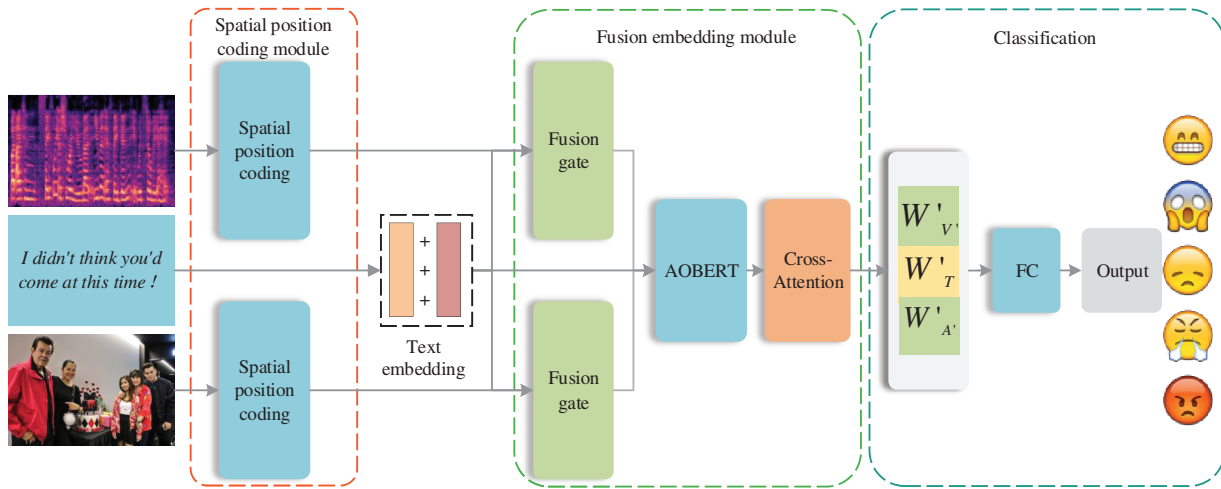 Spatial position
coding module
Fusion embedding module
Classification
Spatial
position
coding
Fusion
gate
I didn't think you'd
come at this time !
+
+
+
Text
embedding
AOBERT
Cross-
Attention
W'V'
W'T
W'A'
FC
Output
Spatial
position
coding
Fusion
gate